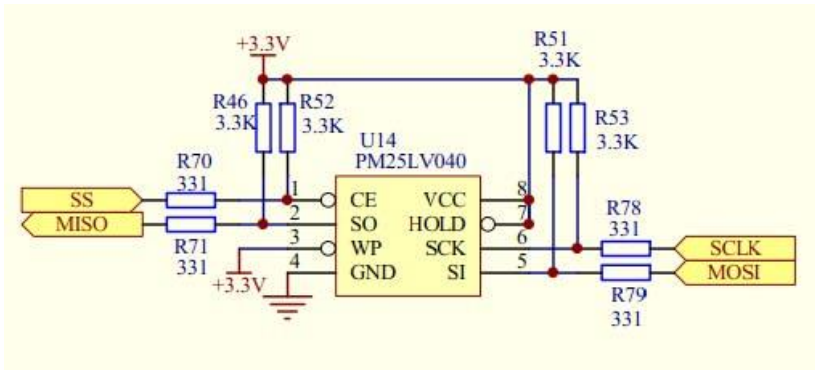 +3.3V
R46
3.3K
R52
3.3K
R51
3.3K
R53
3.3K
U14
PM25LV040
R70
331
SS
MISO
R71
331
+3.3V
1
2
3
4
CE
SO
WP
GND
VCC
HOLD
SCK
SI
8
7
6
5
R78
331
SCLK
MOSI
R79
331